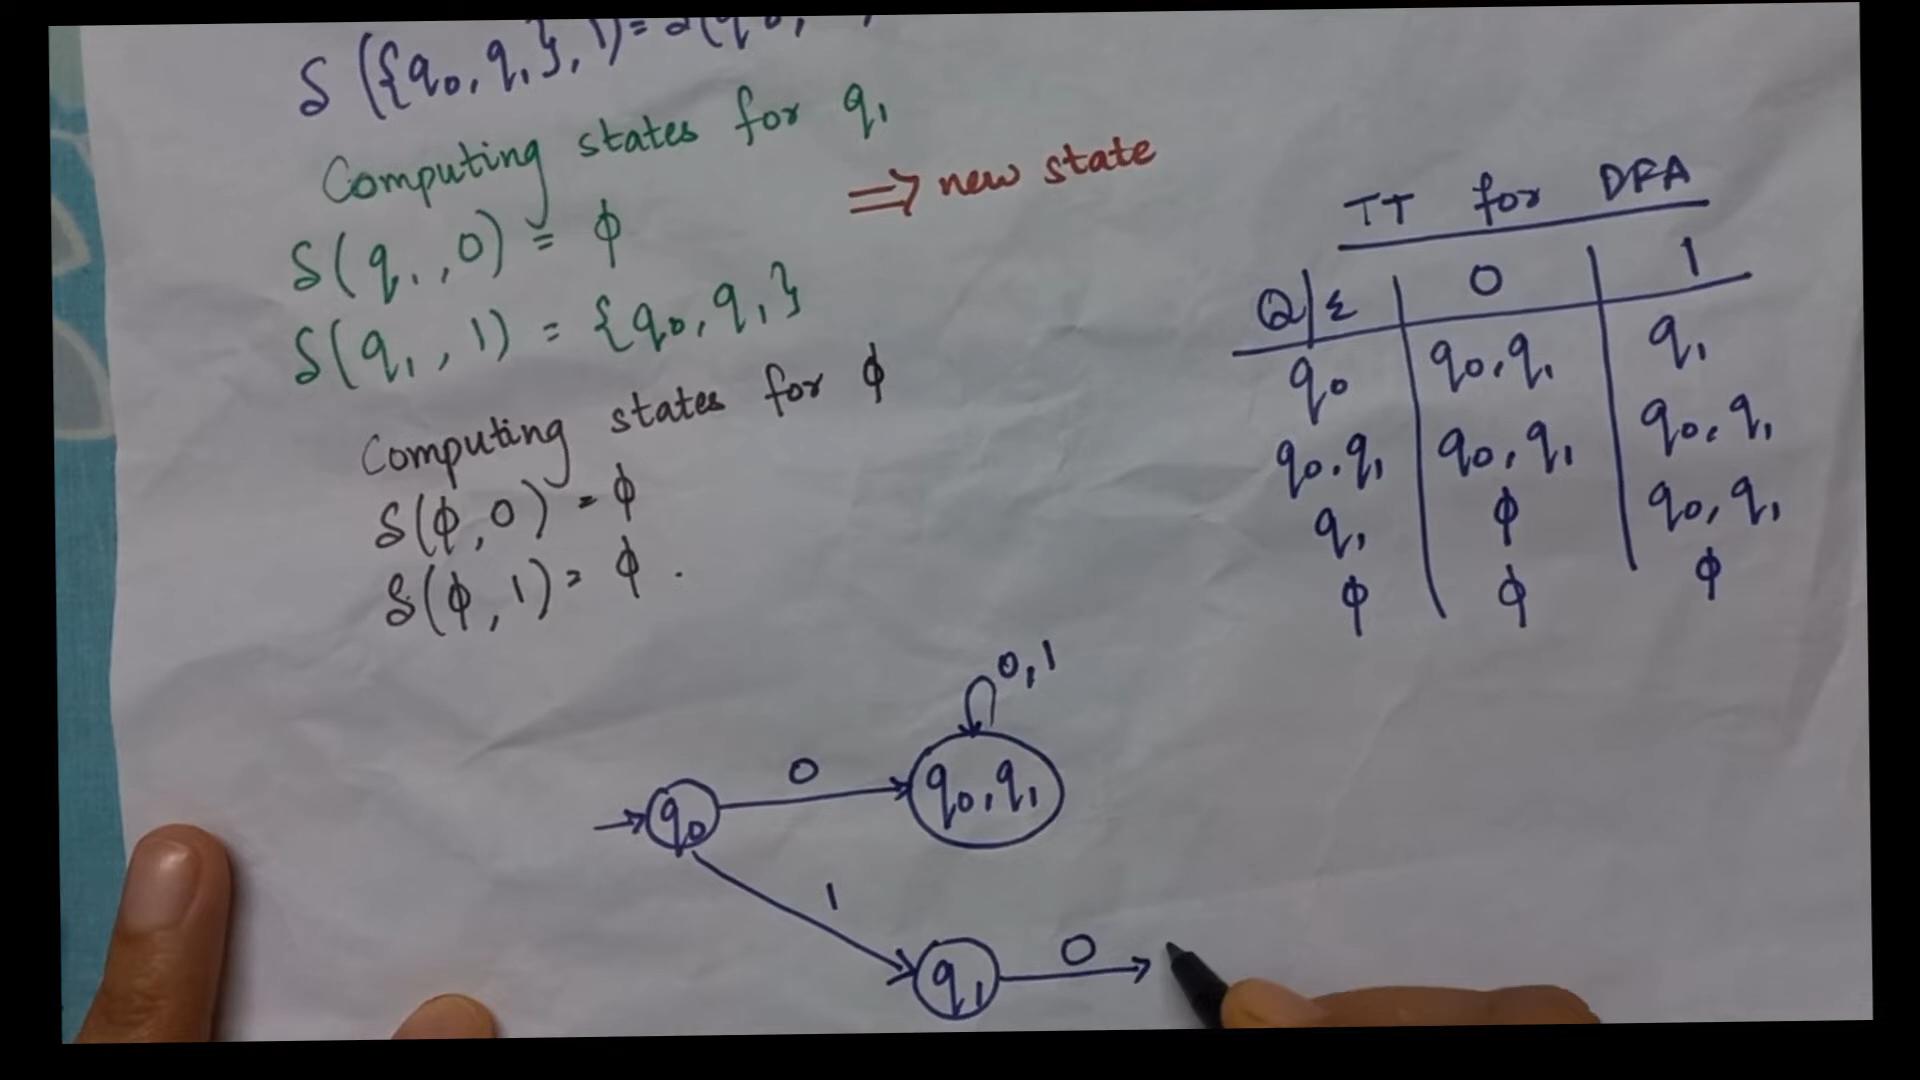 δ({q0,q1},1)=δ(q0,
Computing states for q1
⇒ new state
δ(q1,0) = ϕ
δ(q1,1) = {q0,q1}
Computing states for ϕ
δ(ϕ,0) = ϕ
δ(ϕ,1) = ϕ.
TT for DFA
Q/Σ 0 1
q0 q0,q1 q1
q0,q1 q0,q1 q0,q1
q1 ϕ q0,q1
ϕ ϕ ϕ
0,1
q0 0 q0,q1
1
q1 0